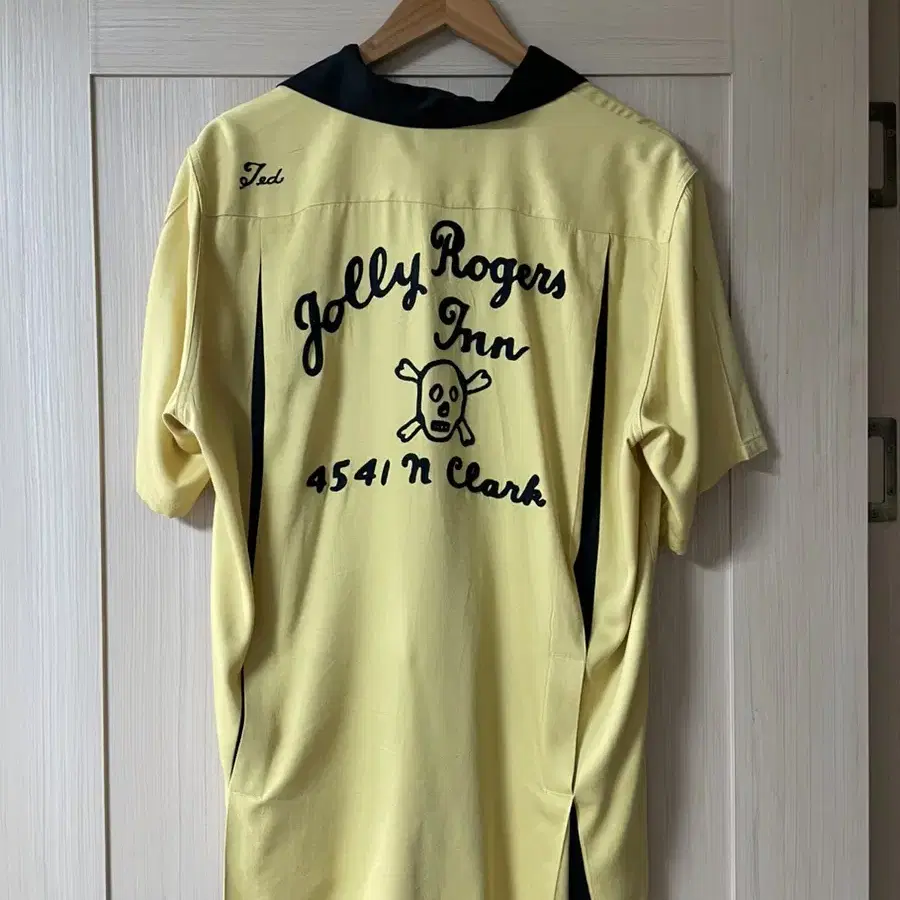 Ted
Jolly Rogers
Inn
4541 N Clark